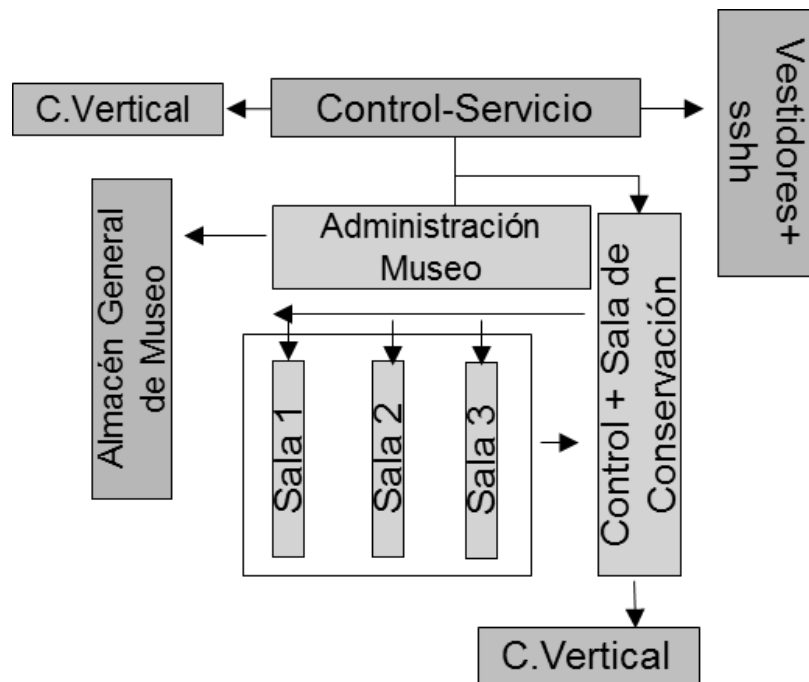 C.Vertical
Control-Servicio
Vestidores+
sshh
Almacén General
de Museo
Administración
Museo
Control + Sala de
Conservación
Sala 1
Sala 2
Sala 3
C.Vertical